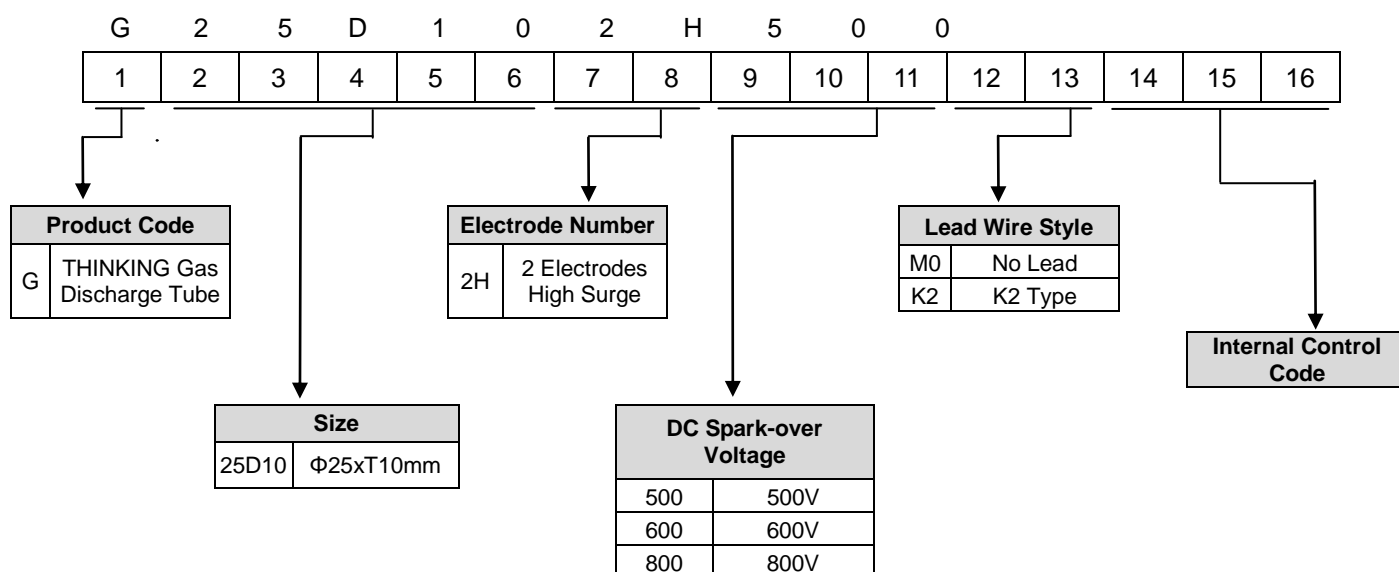 G 2 5 D 1 0 2 H 5 0 0
1 2 3 4 5 6 7 8 9 10 11 12 13 14 15 16
.
Product Code
G THINKING Gas
Discharge Tube
Electrode Number
2H 2 Electrodes
High Surge
Lead Wire Style
M0 No Lead
K2 K2 Type
Internal Control
Code
Size
25D10 Φ25xT10mm
DC Spark-over
Voltage
500 500V
600 600V
800 800V